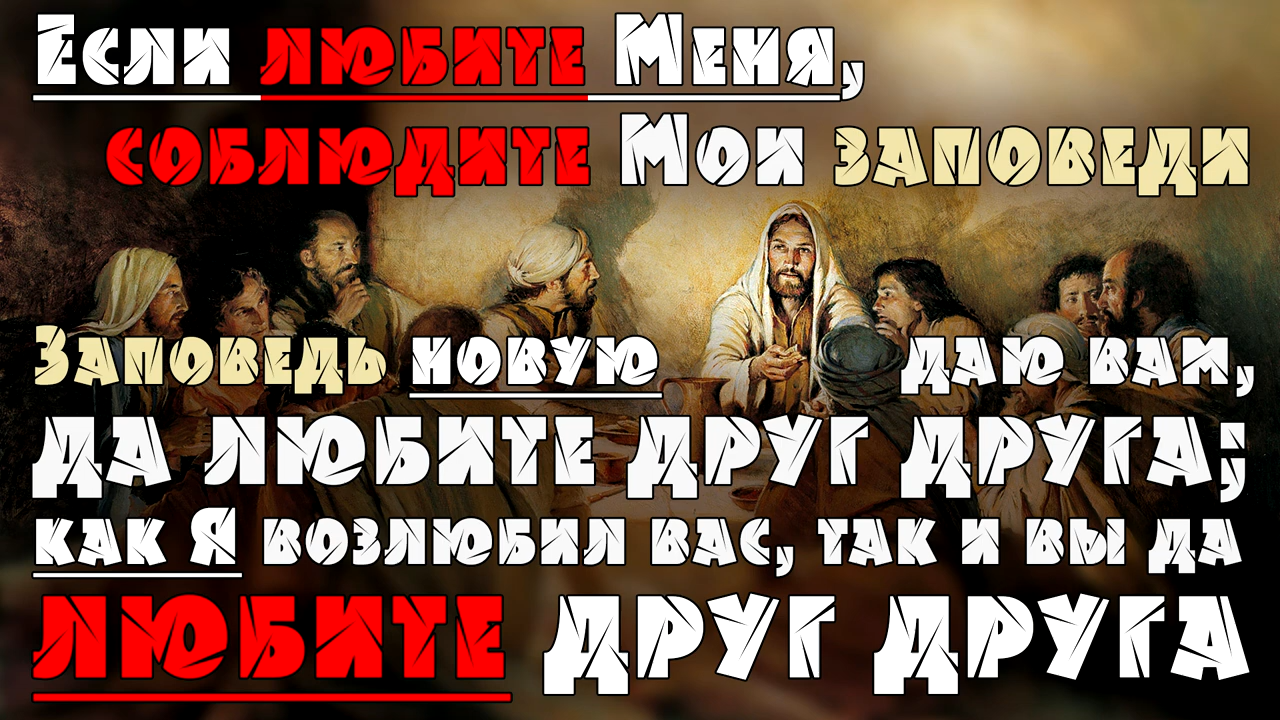 Если любите Меня,
соблюдите Мои заповеди
Заповедь новую даю вам,
ДА ЛЮБИТЕ ДРУГ ДРУГА;
как Я возлюбил вас, так и вы да
ЛЮБИТЕ ДРУГ ДРУГА